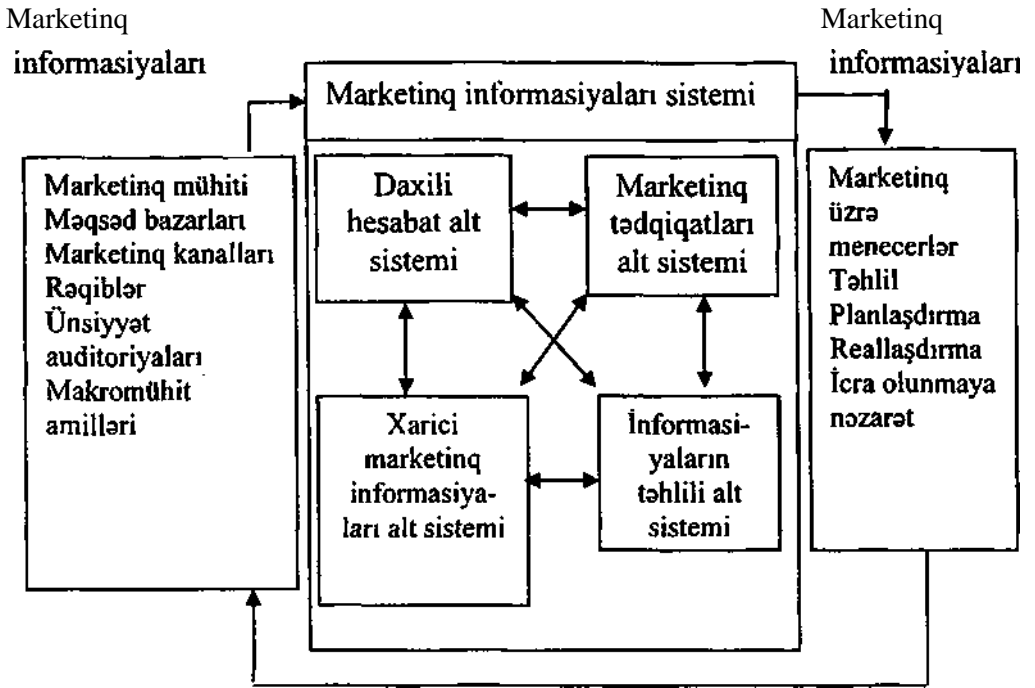 Marketinq
informasiyaları
Marketinq
informasiyaları
Marketinq informasiyaları sistemi
Marketinq mühiti
Məqsəd bazarları
Marketinq kanalları
Rəqiblər
Ünsiyyət
auditoriyaları
Makromühit
amilləri
Daxili
hesabat alt
sistemi
Marketinq
tədqiqatları
alt sistemi
Xarici
marketinq
informasiya-
ları alt sistemi
İnformasi-
yaların
təhlili alt
sistemi
Marketinq
üzrə
menecerlər
Təhlil
Planlaşdırma
Reallaşdırma
İcra olunmaya
nəzarət